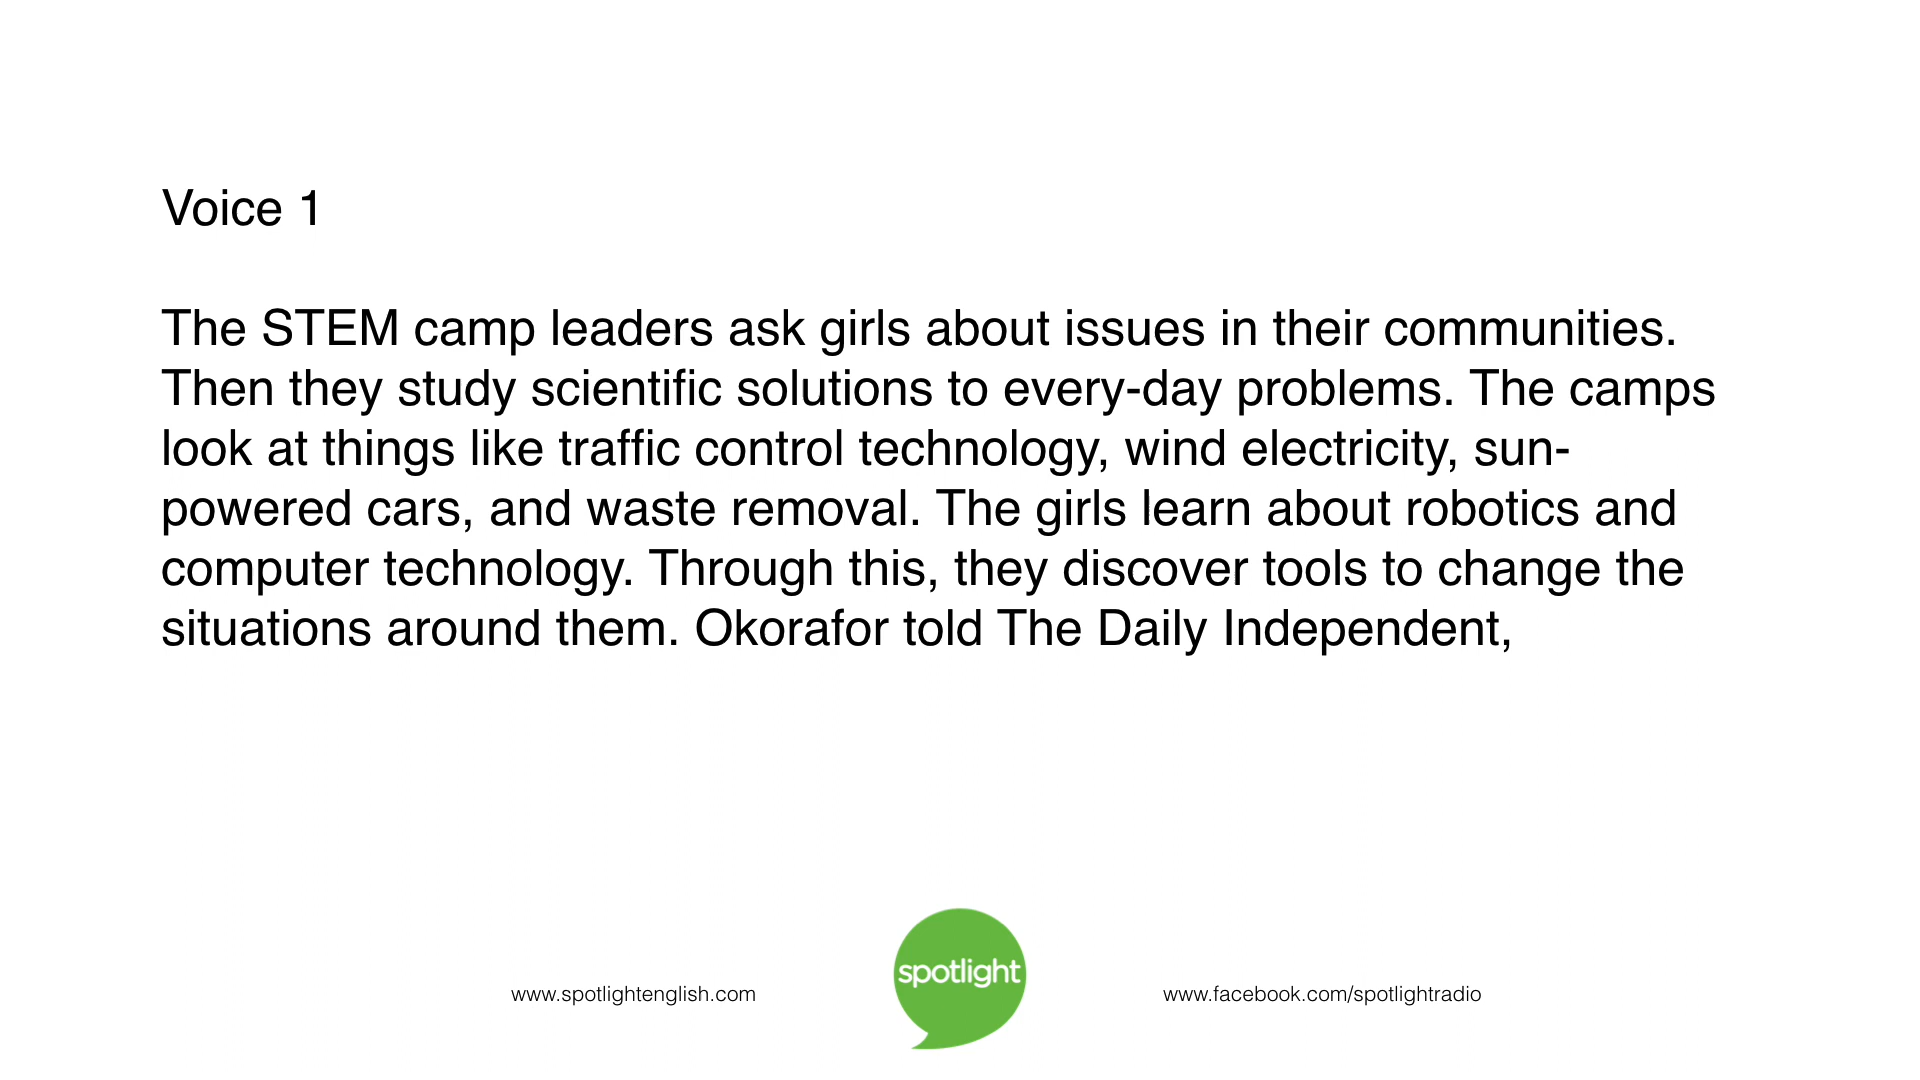 Voice 1
The STEM camp leaders ask girls about issues in their communities.
Then they study scientific solutions to every-day problems. The camps
look at things like traffic control technology, wind electricity, sun-
powered cars, and waste removal. The girls learn about robotics and
computer technology. Through this, they discover tools to change the
situations around them. Okorafor told The Daily Independent,
www.spotlightenglish.com
spotlight
www.facebook.com/spotlightradio